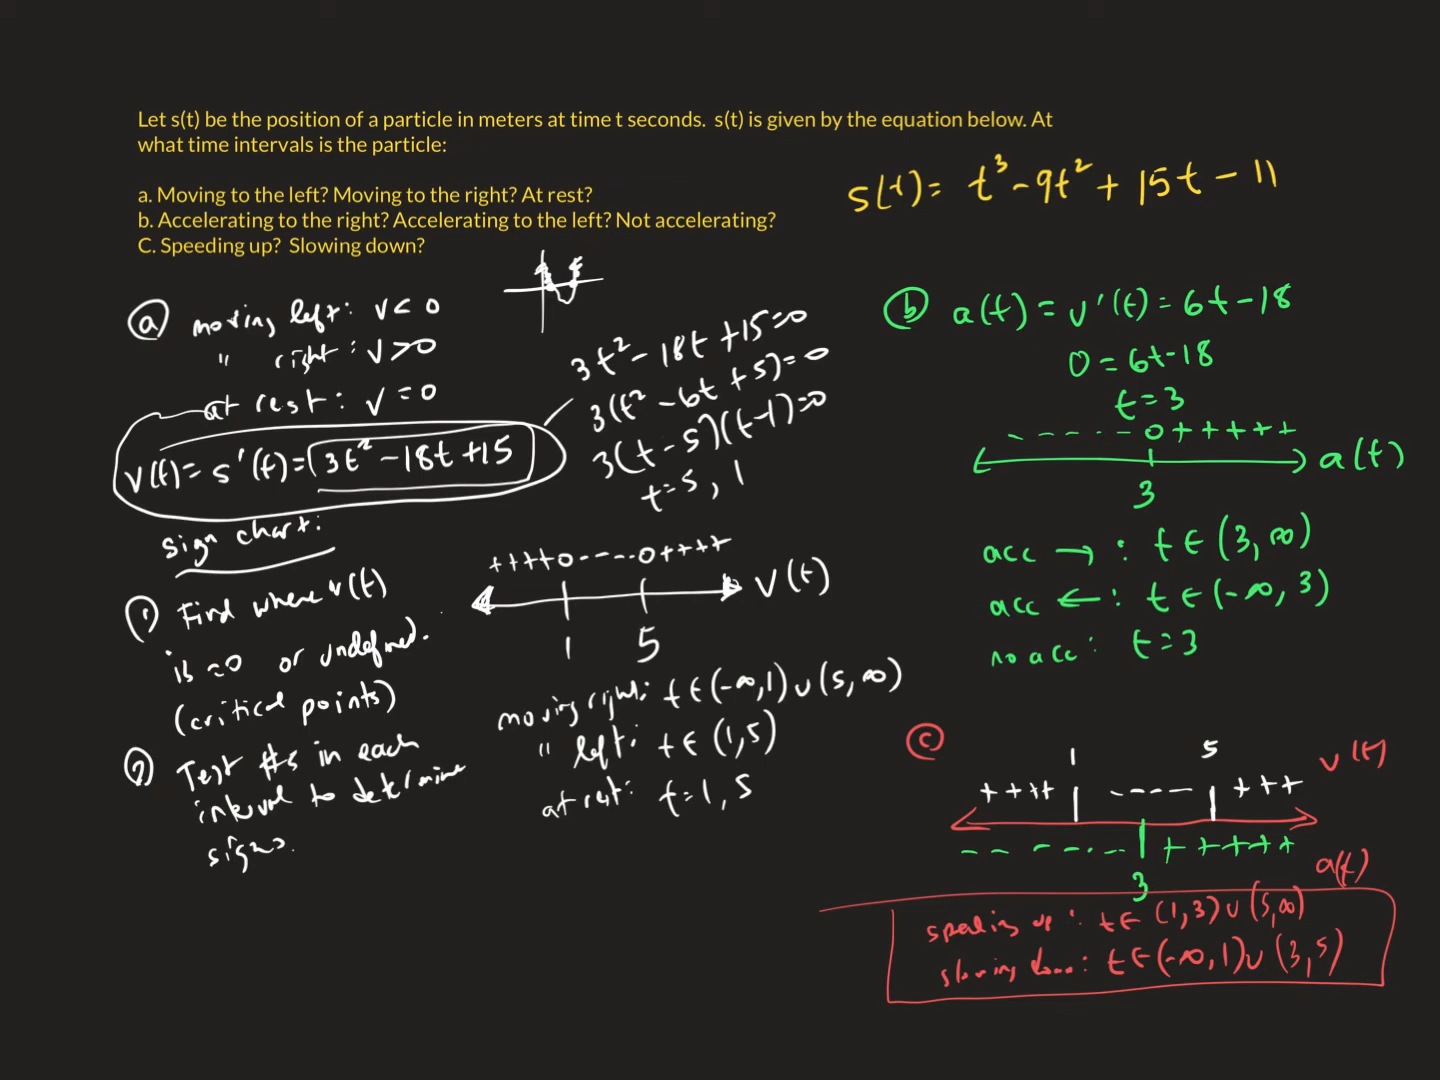 Let s(t) be the position of a particle in meters at time t seconds. s(t) is given by the equation below. At
what time intervals is the particle:
a. Moving to the left? Moving to the right? At rest?
b. Accelerating to the right? Accelerating to the left? Not accelerating?
C. Speeding up? Slowing down?
s(t) = t³ - 9t² + 15t - 11
(a) moving left: v < 0
" right: v > 0
at rest: v = 0
v(t) = s'(t) = 3t² - 18t + 15
3t² - 18t + 15 = 0
3(t² - 6t + 5) = 0
3(t - 5)(t - 1) = 0
t = 5, 1
sign chart:
(1) Find where v(t)
is = 0 or undefined.
(critical points)
(2) Test #s in each
interval to determine
signs.
++++0----0++++
v(t)
1 5
moving right: t ∈ (-∞, 1) ∪ (5, ∞)
" left: t ∈ (1, 5)
at rest: t = 1, 5
(b) a(t) = v'(t) = 6t - 18
0 = 6t - 18
t = 3
-----0+++++
a(t)
3
acc → : t ∈ (3, ∞)
acc ← : t ∈ (-∞, 3)
no acc: t = 3
(c)
1 5 v(t)
++++ ---- +++
------ +++++
3 a(t)
speeding up: t ∈ (1, 3) ∪ (5, ∞)
slowing down: t ∈ (-∞, 1) ∪ (3, 5)